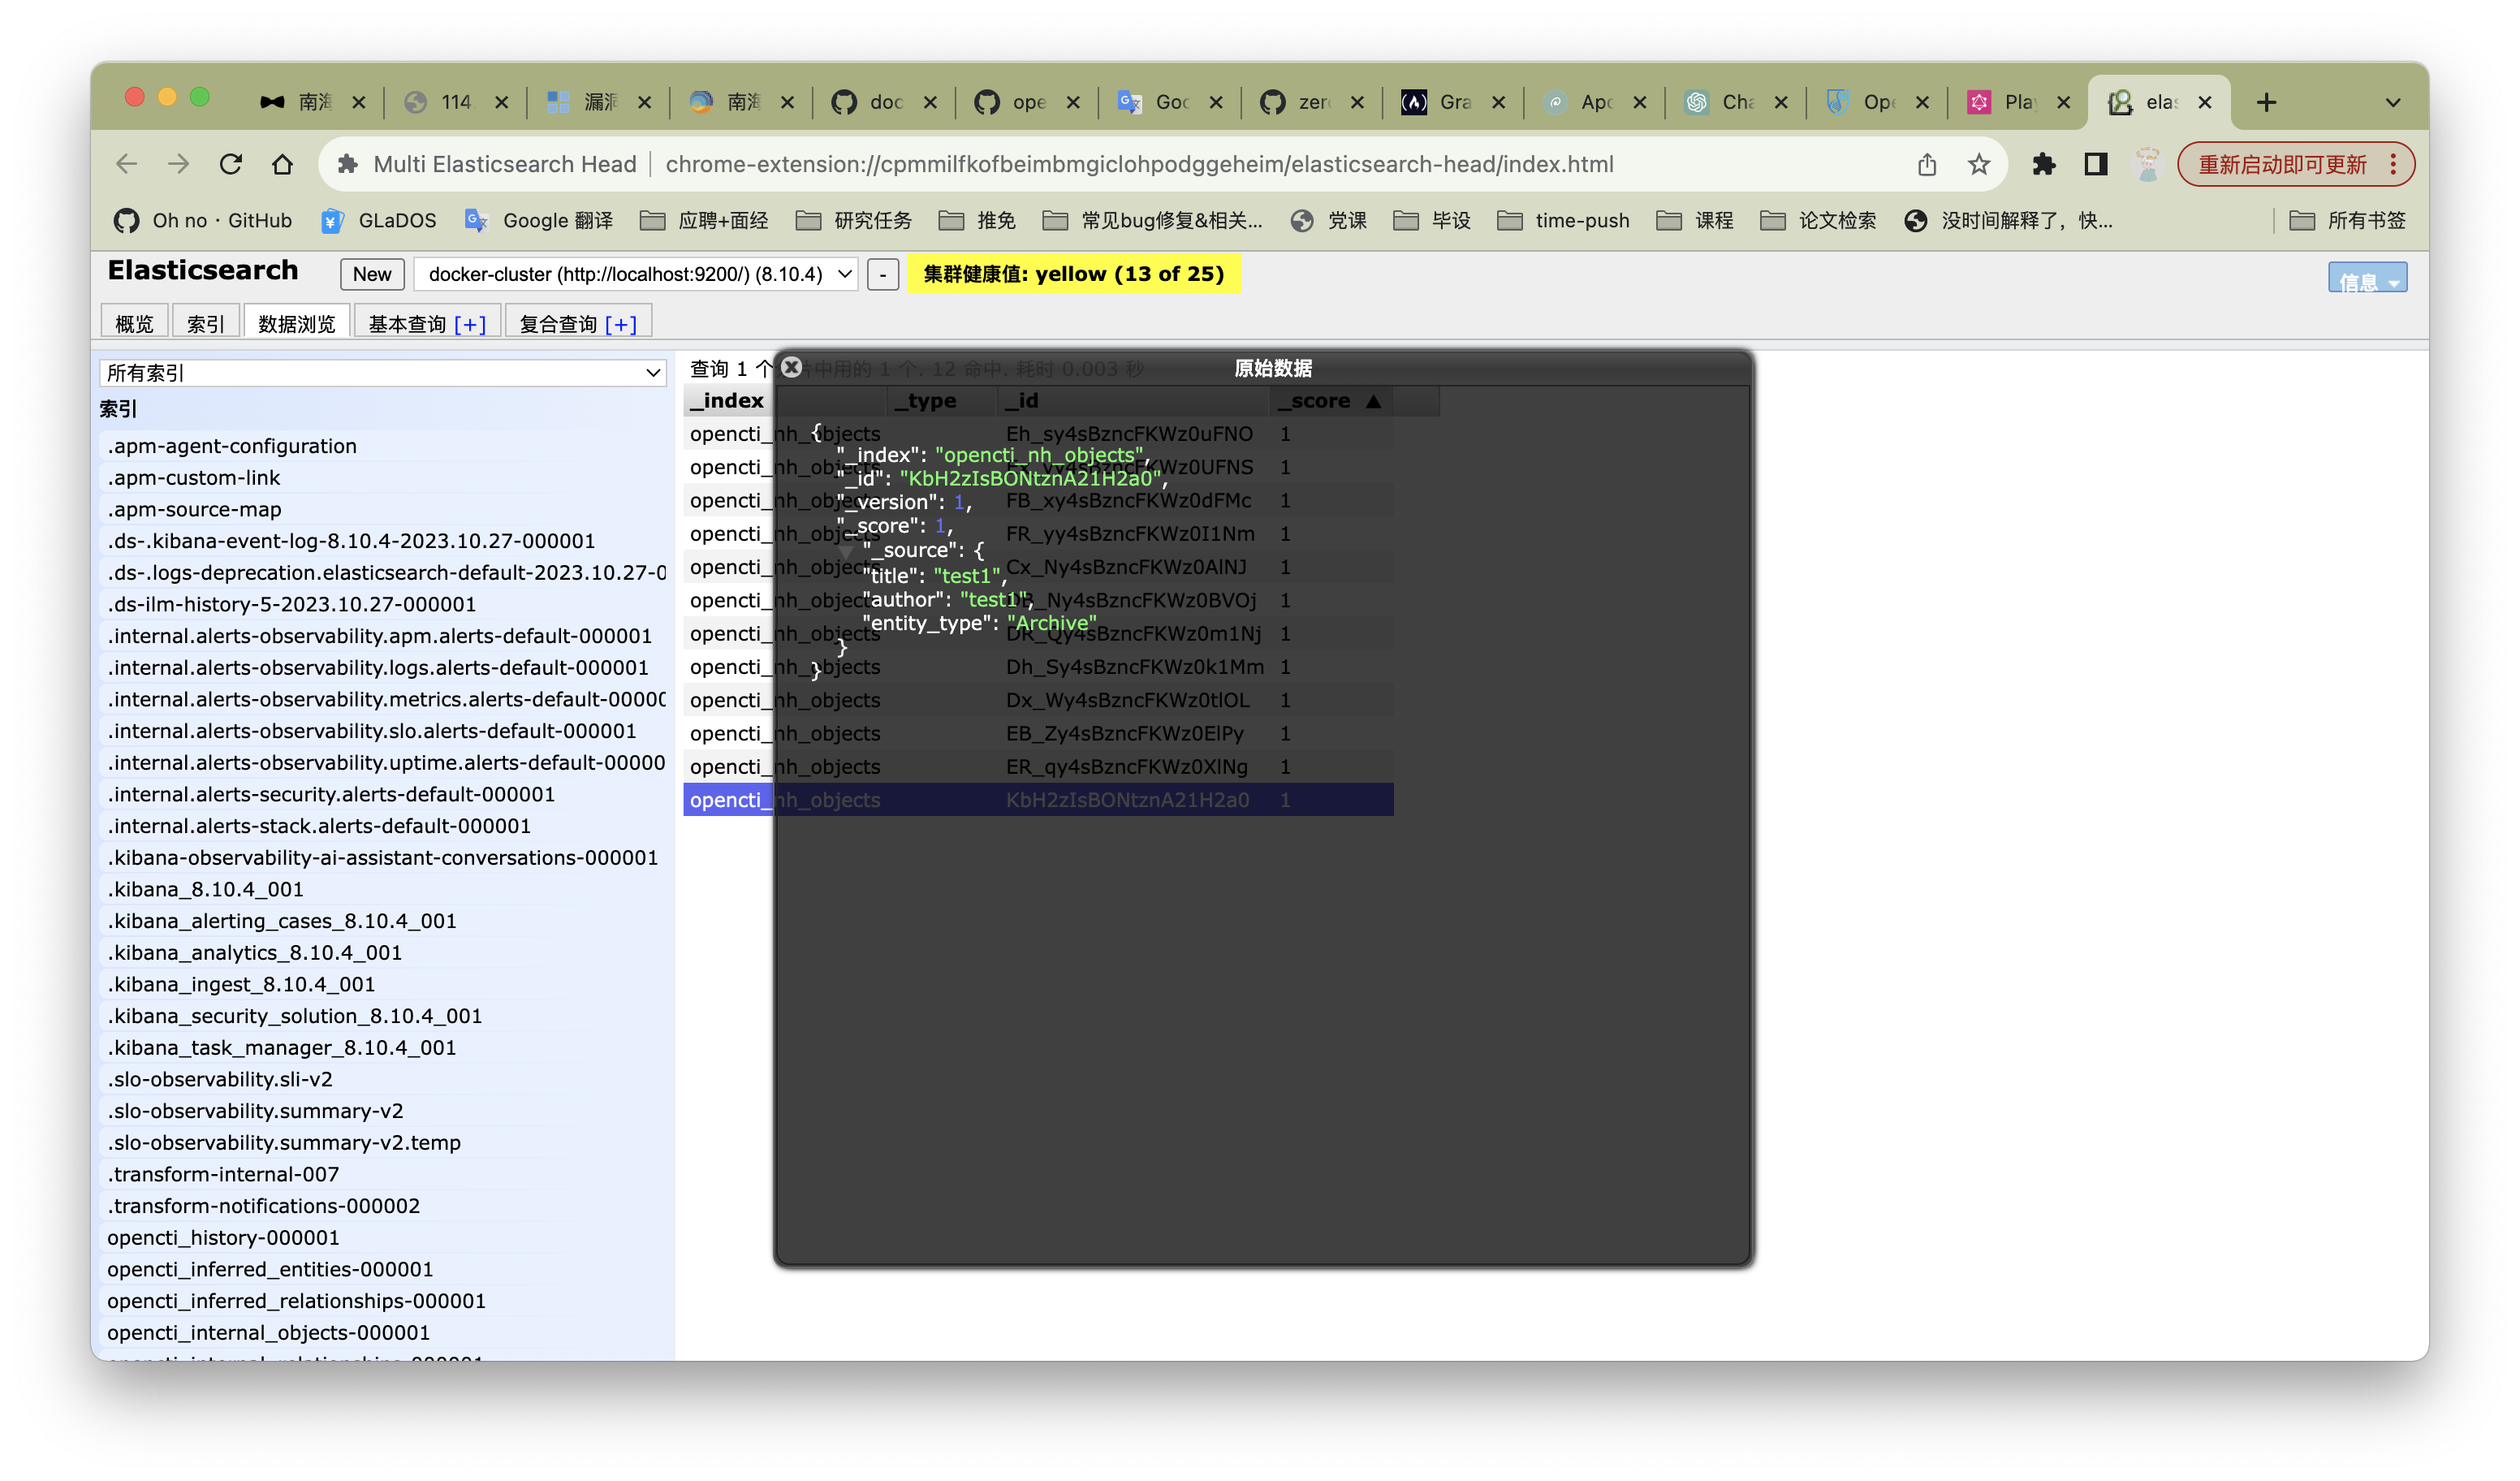 南海 114 漏洞 南海 doc ope Goo zer Gra Apo Cha Ope Play elas
Multi Elasticsearch Head chrome-extension://cpmmilfkofbeimbmgiclohpodggeheim/elasticsearch-head/index.html 重新启动即可更新
Oh no · GitHub GLaDOS Google 翻译 应聘+面经 研究任务 推免 常见bug修复&相关... 党课 毕设 time-push 课程 论文检索 没时间解释了，快... 所有书签
Elasticsearch New docker-cluster (http://localhost:9200/) (8.10.4) - 集群健康值: yellow (13 of 25) 信息
概览 索引 数据浏览 基本查询 [+] 复合查询 [+]
所有索引
索引
.apm-agent-configuration
.apm-custom-link
.apm-source-map
.ds-.kibana-event-log-8.10.4-2023.10.27-000001
.ds-.logs-deprecation.elasticsearch-default-2023.10.27-0
.ds-ilm-history-5-2023.10.27-000001
.internal.alerts-observability.apm.alerts-default-000001
.internal.alerts-observability.logs.alerts-default-000001
.internal.alerts-observability.metrics.alerts-default-00000
.internal.alerts-observability.slo.alerts-default-000001
.internal.alerts-observability.uptime.alerts-default-00000
.internal.alerts-security.alerts-default-000001
.internal.alerts-stack.alerts-default-000001
.kibana-observability-ai-assistant-conversations-000001
.kibana_8.10.4_001
.kibana_alerting_cases_8.10.4_001
.kibana_analytics_8.10.4_001
.kibana_ingest_8.10.4_001
.kibana_security_solution_8.10.4_001
.kibana_task_manager_8.10.4_001
.slo-observability.sli-v2
.slo-observability.summary-v2
.slo-observability.summary-v2.temp
.transform-internal-007
.transform-notifications-000002
opencti_history-000001
opencti_inferred_entities-000001
opencti_inferred_relationships-000001
opencti_internal_objects-000001
opencti_internal_relationships-000001
查询 1 个 片中用的 1 个. 12 命中. 耗时 0.003 秒
_index _type _id _score ▲
opencti_nh_objects Eh_sy4sBzncFKWz0uFNO 1
opencti_nh_objects Ex_vy4sBzncFKWz0UFNS 1
opencti_nh_objects FB_xy4sBzncFKWz0dFMc 1
opencti_nh_objects FR_yy4sBzncFKWz0I1Nm 1
opencti_nh_objects Cx_Ny4sBzncFKWz0AlNJ 1
opencti_nh_objects DB_Ny4sBzncFKWz0BVOj 1
opencti_nh_objects DR_Qy4sBzncFKWz0m1Nj 1
opencti_nh_objects Dh_Sy4sBzncFKWz0k1Mm 1
opencti_nh_objects Dx_Wy4sBzncFKWz0tlOL 1
opencti_nh_objects EB_Zy4sBzncFKWz0ElPy 1
opencti_nh_objects ER_qy4sBzncFKWz0XlNg 1
opencti_nh_objects KbH2zIsBONtznA21H2a0 1
原始数据
{
"_index": "opencti_nh_objects",
"_id": "KbH2zIsBONtznA21H2a0",
"_version": 1,
"_score": 1,
"_source": {
"title": "test1",
"author": "test1",
"entity_type": "Archive"
}
}